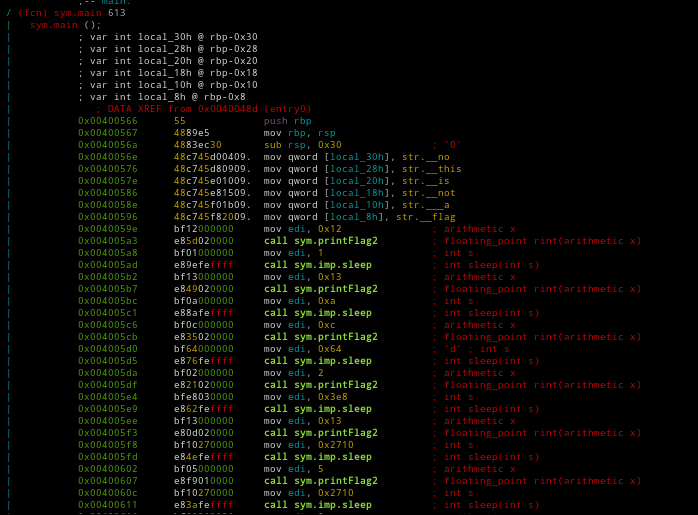 ;-- main:
/ (fcn) sym.main 613
|   sym.main ();
|           ; var int local_30h @ rbp-0x30
|           ; var int local_28h @ rbp-0x28
|           ; var int local_20h @ rbp-0x20
|           ; var int local_18h @ rbp-0x18
|           ; var int local_10h @ rbp-0x10
|           ; var int local_8h @ rbp-0x8
|              ; DATA XREF from 0x0040048d (entry0)
|           0x00400566      55             push rbp
|           0x00400567      4889e5         mov rbp, rsp
|           0x0040056a      4883ec30       sub rsp, 0x30               ; '0'
|           0x0040056e      48c745d00409.  mov qword [local_30h], str.__no
|           0x00400576      48c745d80909.  mov qword [local_28h], str.__this
|           0x0040057e      48c745e01009.  mov qword [local_20h], str.__is
|           0x00400586      48c745e81509.  mov qword [local_18h], str.__not
|           0x0040058e      48c745f01b09.  mov qword [local_10h], str.___a
|           0x00400596      48c745f82009.  mov qword [local_8h], str.__flag
|           0x0040059e      bf12000000     mov edi, 0x12               ; arithmetic x
|           0x004005a3      e85d020000     call sym.printFlag2         ; floating_point rint(arithmetic x)
|           0x004005a8      bf01000000     mov edi, 1                  ; int s
|           0x004005ad      e89efeffff     call sym.imp.sleep          ; int sleep(int s)
|           0x004005b2      bf13000000     mov edi, 0x13               ; arithmetic x
|           0x004005b7      e849020000     call sym.printFlag2         ; floating_point rint(arithmetic x)
|           0x004005bc      bf0a000000     mov edi, 0xa                ; int s
|           0x004005c1      e88afeffff     call sym.imp.sleep          ; int sleep(int s)
|           0x004005c6      bf0c000000     mov edi, 0xc                ; arithmetic x
|           0x004005cb      e835020000     call sym.printFlag2         ; floating_point rint(arithmetic x)
|           0x004005d0      bf64000000     mov edi, 0x64               ; 'd' ; int s
|           0x004005d5      e876feffff     call sym.imp.sleep          ; int sleep(int s)
|           0x004005da      bf02000000     mov edi, 2                  ; arithmetic x
|           0x004005df      e821020000     call sym.printFlag2         ; floating_point rint(arithmetic x)
|           0x004005e4      bfe8030000     mov edi, 0x3e8              ; int s
|           0x004005e9      e862feffff     call sym.imp.sleep          ; int sleep(int s)
|           0x004005ee      bf13000000     mov edi, 0x13               ; arithmetic x
|           0x004005f3      e80d020000     call sym.printFlag2         ; floating_point rint(arithmetic x)
|           0x004005f8      bf10270000     mov edi, 0x2710             ; int s
|           0x004005fd      e84efeffff     call sym.imp.sleep          ; int sleep(int s)
|           0x00400602      bf05000000     mov edi, 5                  ; arithmetic x
|           0x00400607      e8f9010000     call sym.printFlag2         ; floating_point rint(arithmetic x)
|           0x0040060c      bf10270000     mov edi, 0x2710             ; int s
|           0x00400611      e83afeffff     call sym.imp.sleep          ; int sleep(int s)